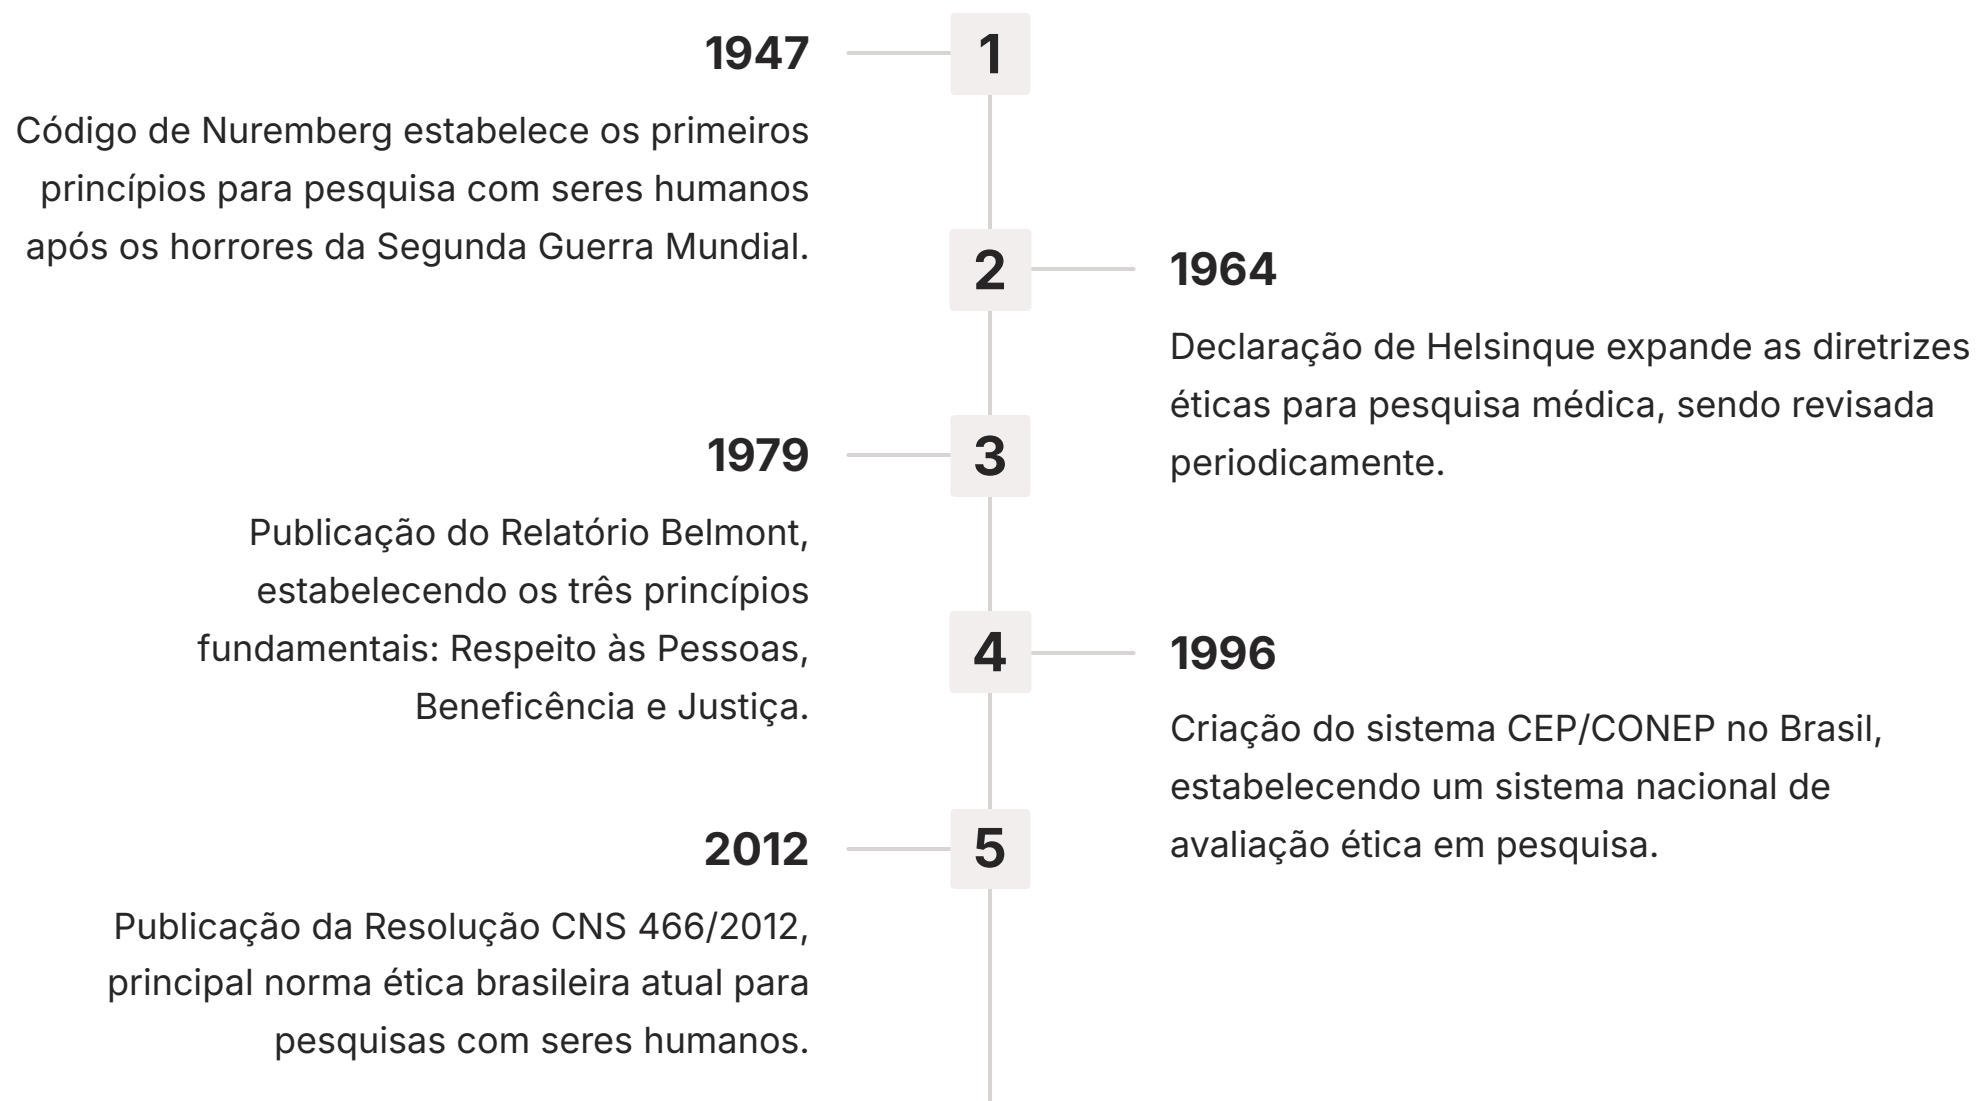 1
1947
Código de Nuremberg estabelece os primeiros
princípios para pesquisa com seres humanos
após os horrores da Segunda Guerra Mundial.
2
1964
Declaração de Helsinque expande as diretrizes
éticas para pesquisa médica, sendo revisada
periodicamente.
3
1979
Publicação do Relatório Belmont,
estabelecendo os três princípios
fundamentais: Respeito às Pessoas,
Beneficência e Justiça.
4
1996
Criação do sistema CEP/CONEP no Brasil,
estabelecendo um sistema nacional de
avaliação ética em pesquisa.
5
2012
Publicação da Resolução CNS 466/2012,
principal norma ética brasileira atual para
pesquisas com seres humanos.